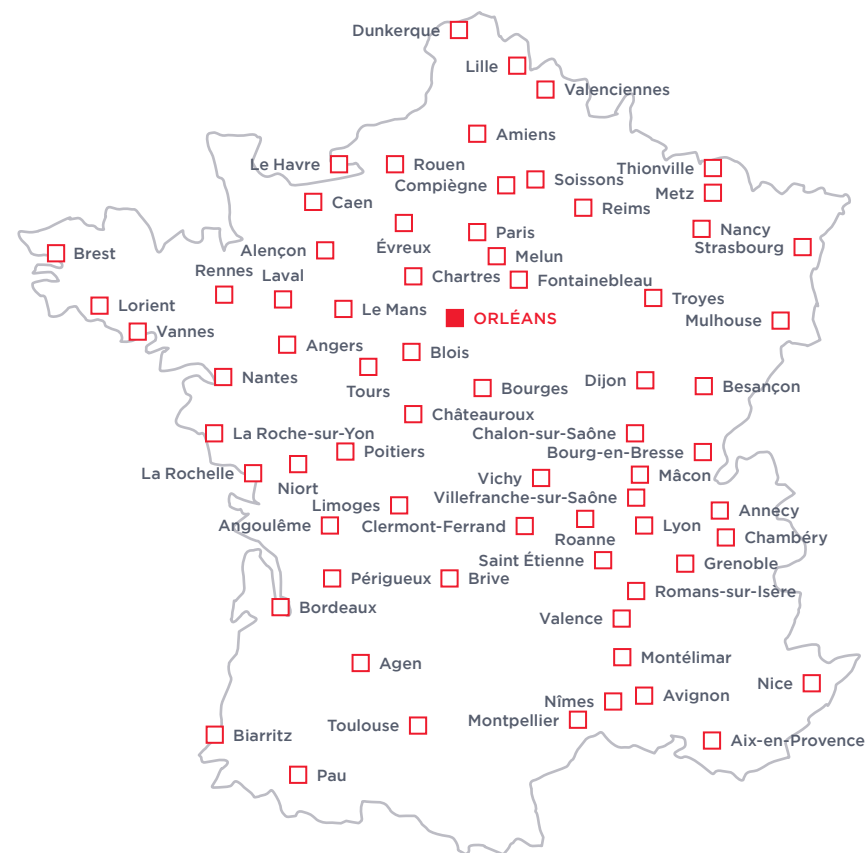 Dunkerque
Lille
Valenciennes
Amiens
Le Havre
Rouen
Compiègne
Soissons
Thionville
Metz
Reims
Caen
Évreux
Paris
Nancy
Strasbourg
Brest
Alençon
Melun
Rennes
Laval
Chartres
Fontainebleau
Lorient
Le Mans
Troyes
Vannes
ORLÉANS
Mulhouse
Angers
Blois
Nantes
Tours
Bourges
Dijon
Besançon
Châteauroux
La Roche-sur-Yon
Chalon-sur-Saône
Poitiers
Bourg-en-Bresse
La Rochelle
Niort
Vichy
Mâcon
Villefranche-sur-Saône
Limoges
Annecy
Angoulême
Clermont-Ferrand
Roanne
Lyon
Chambéry
Saint Étienne
Grenoble
Périgueux
Brive
Romans-sur-Isère
Bordeaux
Valence
Agen
Montélimar
Nice
Nîmes
Avignon
Montpellier
Toulouse
Biarritz
Aix-en-Provence
Pau